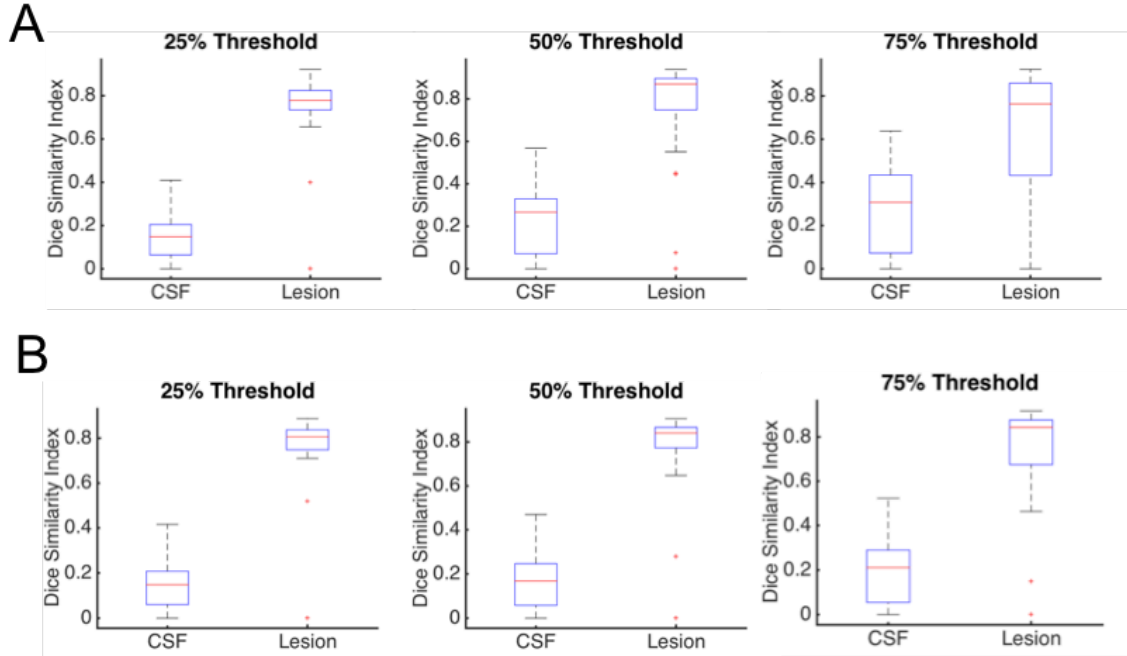 A
25% Threshold
50% Threshold
75% Threshold
Dice Similarity Index
0.8
0.6
0.4
0.2
0
CSF
Lesion
Dice Similarity Index
0.8
0.6
0.4
0.2
0
CSF
Lesion
Dice Similarity Index
0.8
0.6
0.4
0.2
0
CSF
Lesion
B
25% Threshold
50% Threshold
75% Threshold
Dice Similarity Index
0.8
0.6
0.4
0.2
0
CSF
Lesion
Dice Similarity Index
0.8
0.6
0.4
0.2
0
CSF
Lesion
Dice Similarity Index
0.8
0.6
0.4
0.2
0
CSF
Lesion